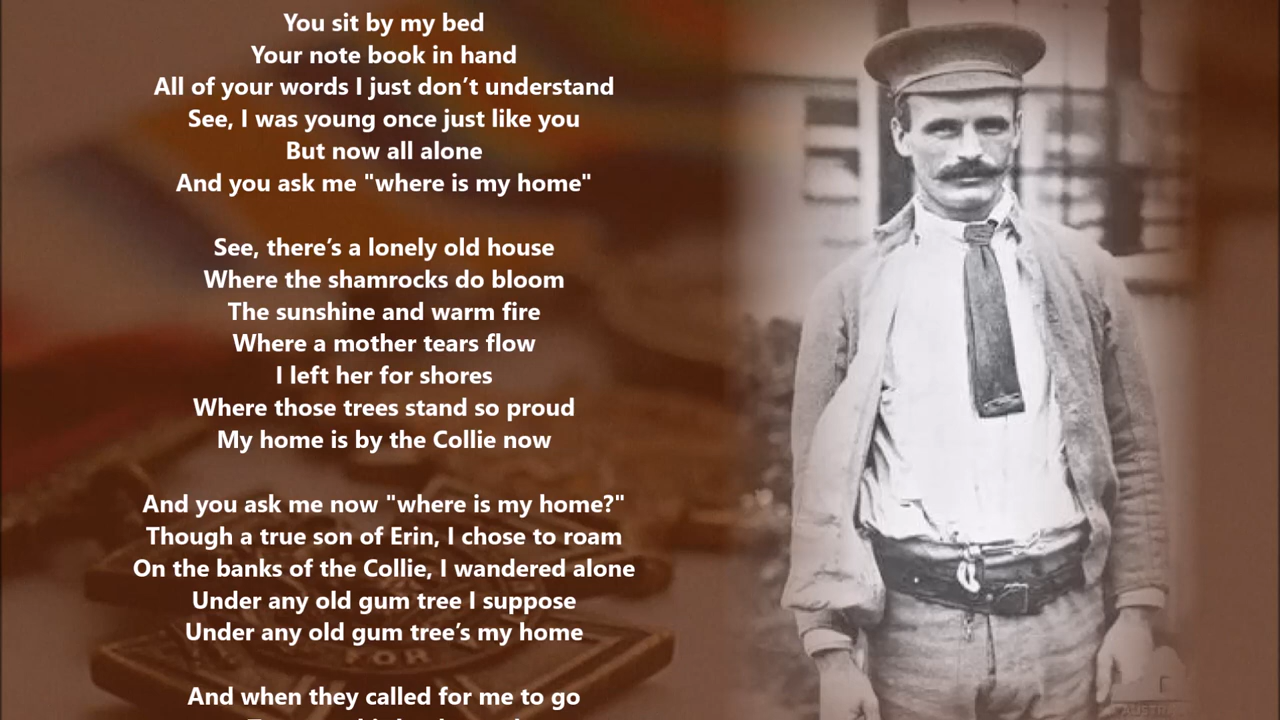 You sit by my bed
Your note book in hand
All of your words I just don’t understand
See, I was young once just like you
But now all alone
And you ask me "where is my home"
See, there’s a lonely old house
Where the shamrocks do bloom
The sunshine and warm fire
Where a mother tears flow
I left her for shores
Where those trees stand so proud
My home is by the Collie now
And you ask me now "where is my home?"
Though a true son of Erin, I chose to roam
On the banks of the Collie, I wandered alone
Under any old gum tree I suppose
Under any old gum tree’s my home
FOR
And when they called for me to go